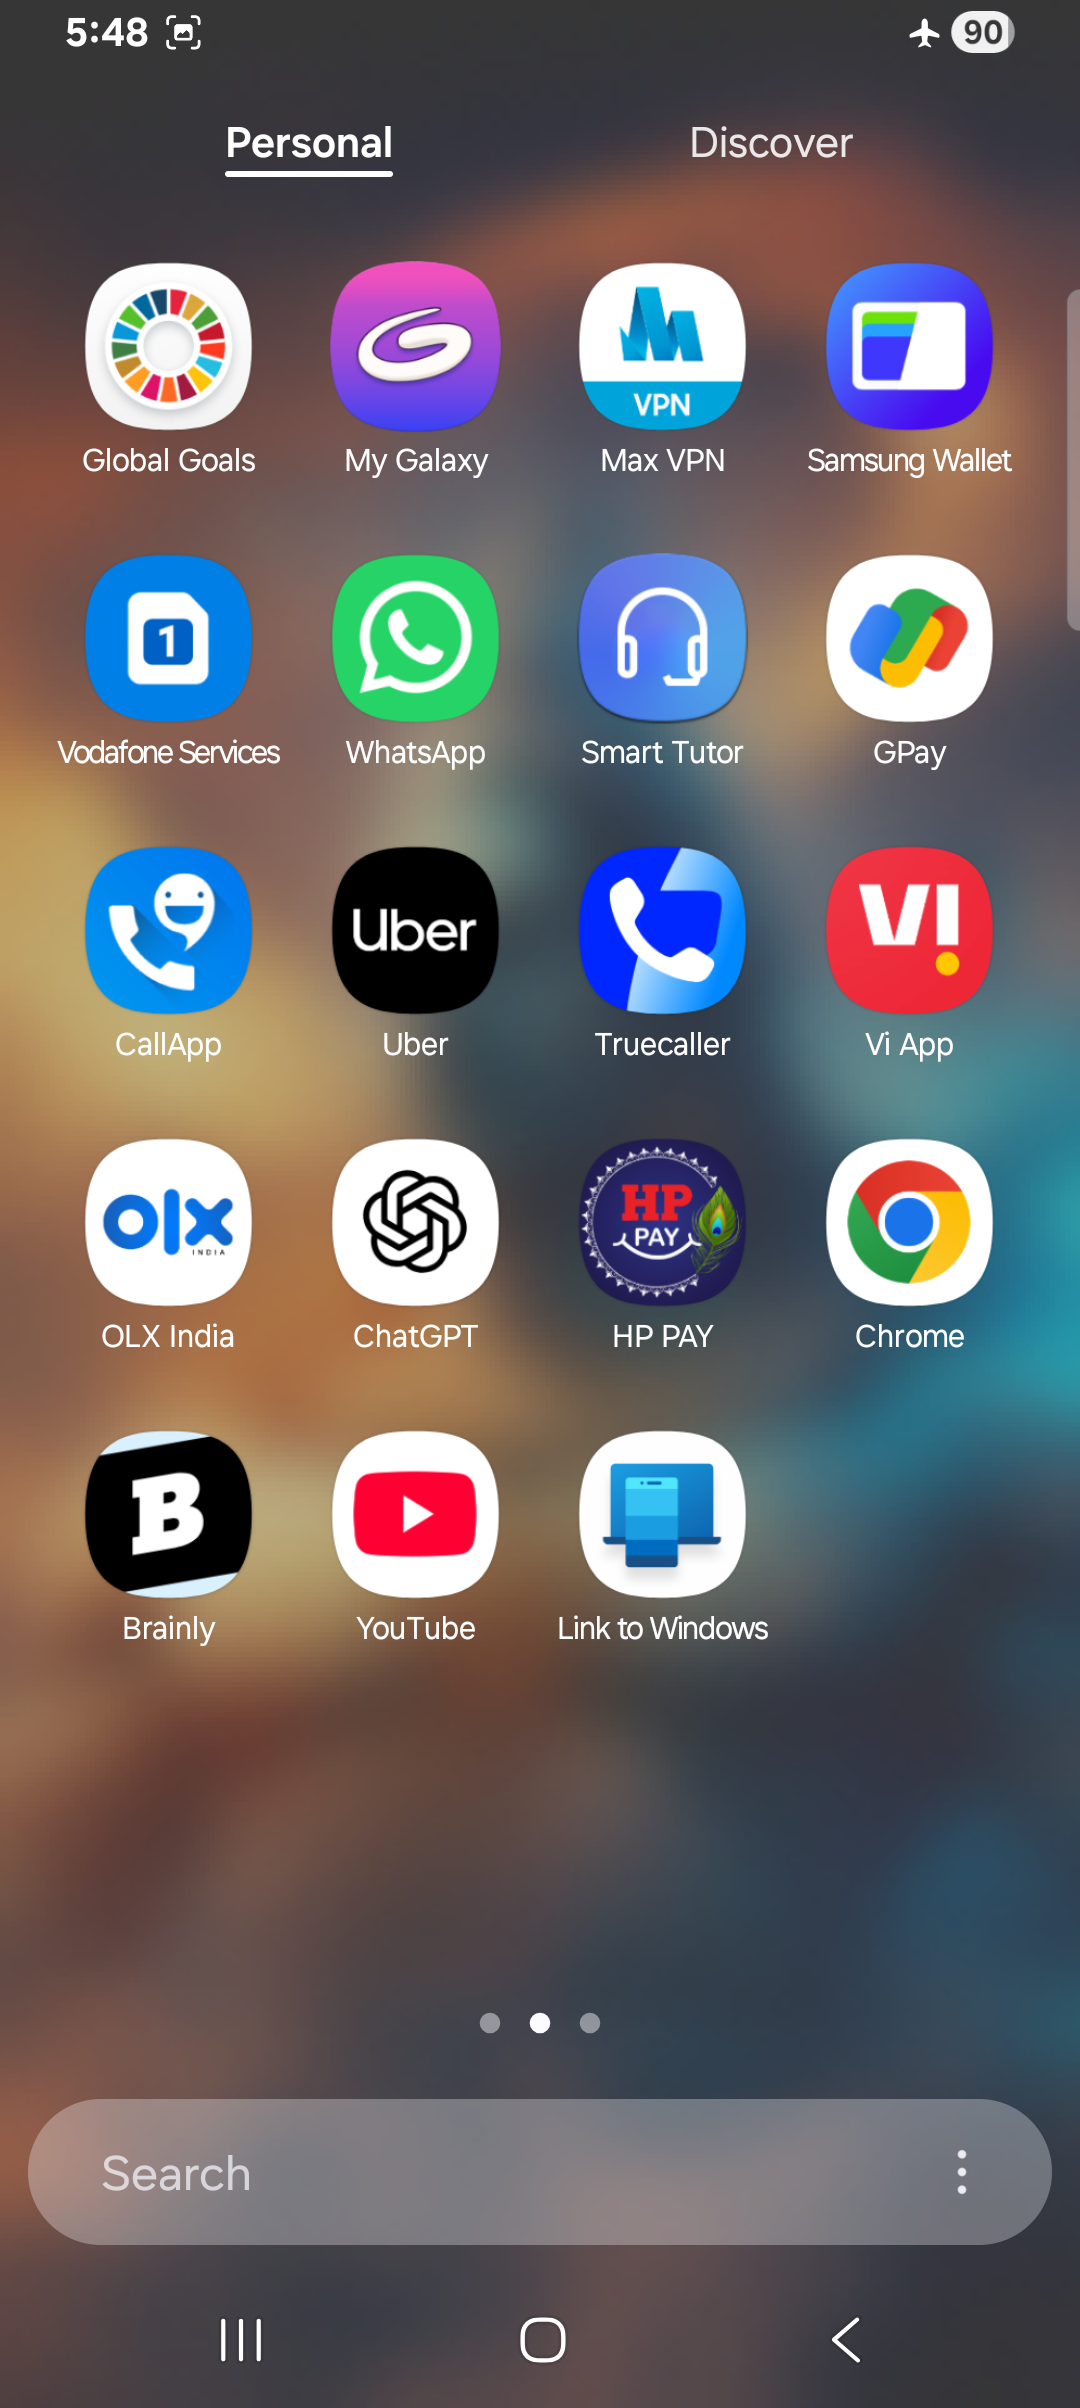 5:48
90
Personal
Discover
VPN
Global Goals
My Galaxy
Max VPN
Samsung Wallet
1
Vodafone Services
WhatsApp
Smart Tutor
GPay
Uber
VI
CallApp
Uber
Truecaller
Vi App
olx
INDIA
HP
PAY
OLX India
ChatGPT
HP PAY
Chrome
B
Brainly
YouTube
Link to Windows
Search